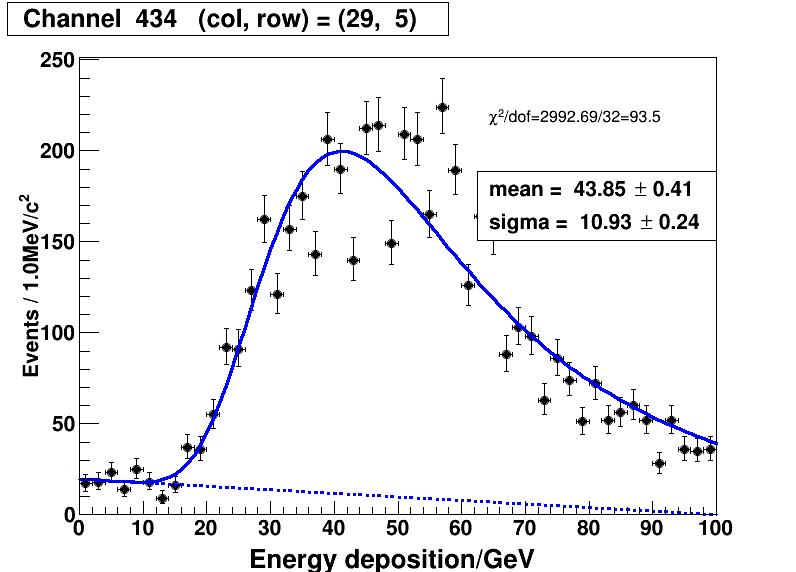 Channel 434 (col, row) = (29, 5)
χ²/dof=2992.69/32=93.5
mean = 43.85 ± 0.41
sigma = 10.93 ± 0.24
Events / 1.0MeV/c²
250
200
150
100
50
0
0 10 20 30 40 50 60 70 80 90 100
Energy deposition/GeV